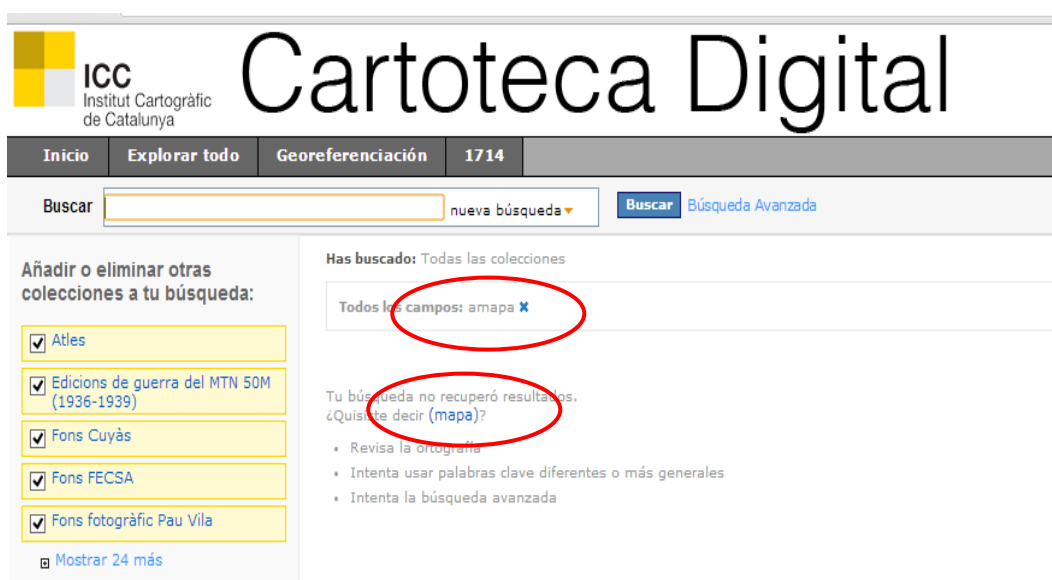 ICC
Institut Cartogràfic
de Catalunya
Cartoteca Digital
Inicio Explorar todo Georeferenciación 1714
Buscar nueva búsqueda Buscar Búsqueda Avanzada
Añadir o eliminar otras
colecciones a tu búsqueda:
Atles
Edicions de guerra del MTN 50M
(1936-1939)
Fons Cuyàs
Fons FECSA
Fons fotogràfic Pau Vila
Mostrar 24 más
Has buscado: Todas las colecciones
Todos los campos: amapa
Tu búsqueda no recuperó resultados.
¿Quisiste decir (mapa)?
• Revisa la ortografía
• Intenta usar palabras clave diferentes o más generales
• Intenta la búsqueda avanzada